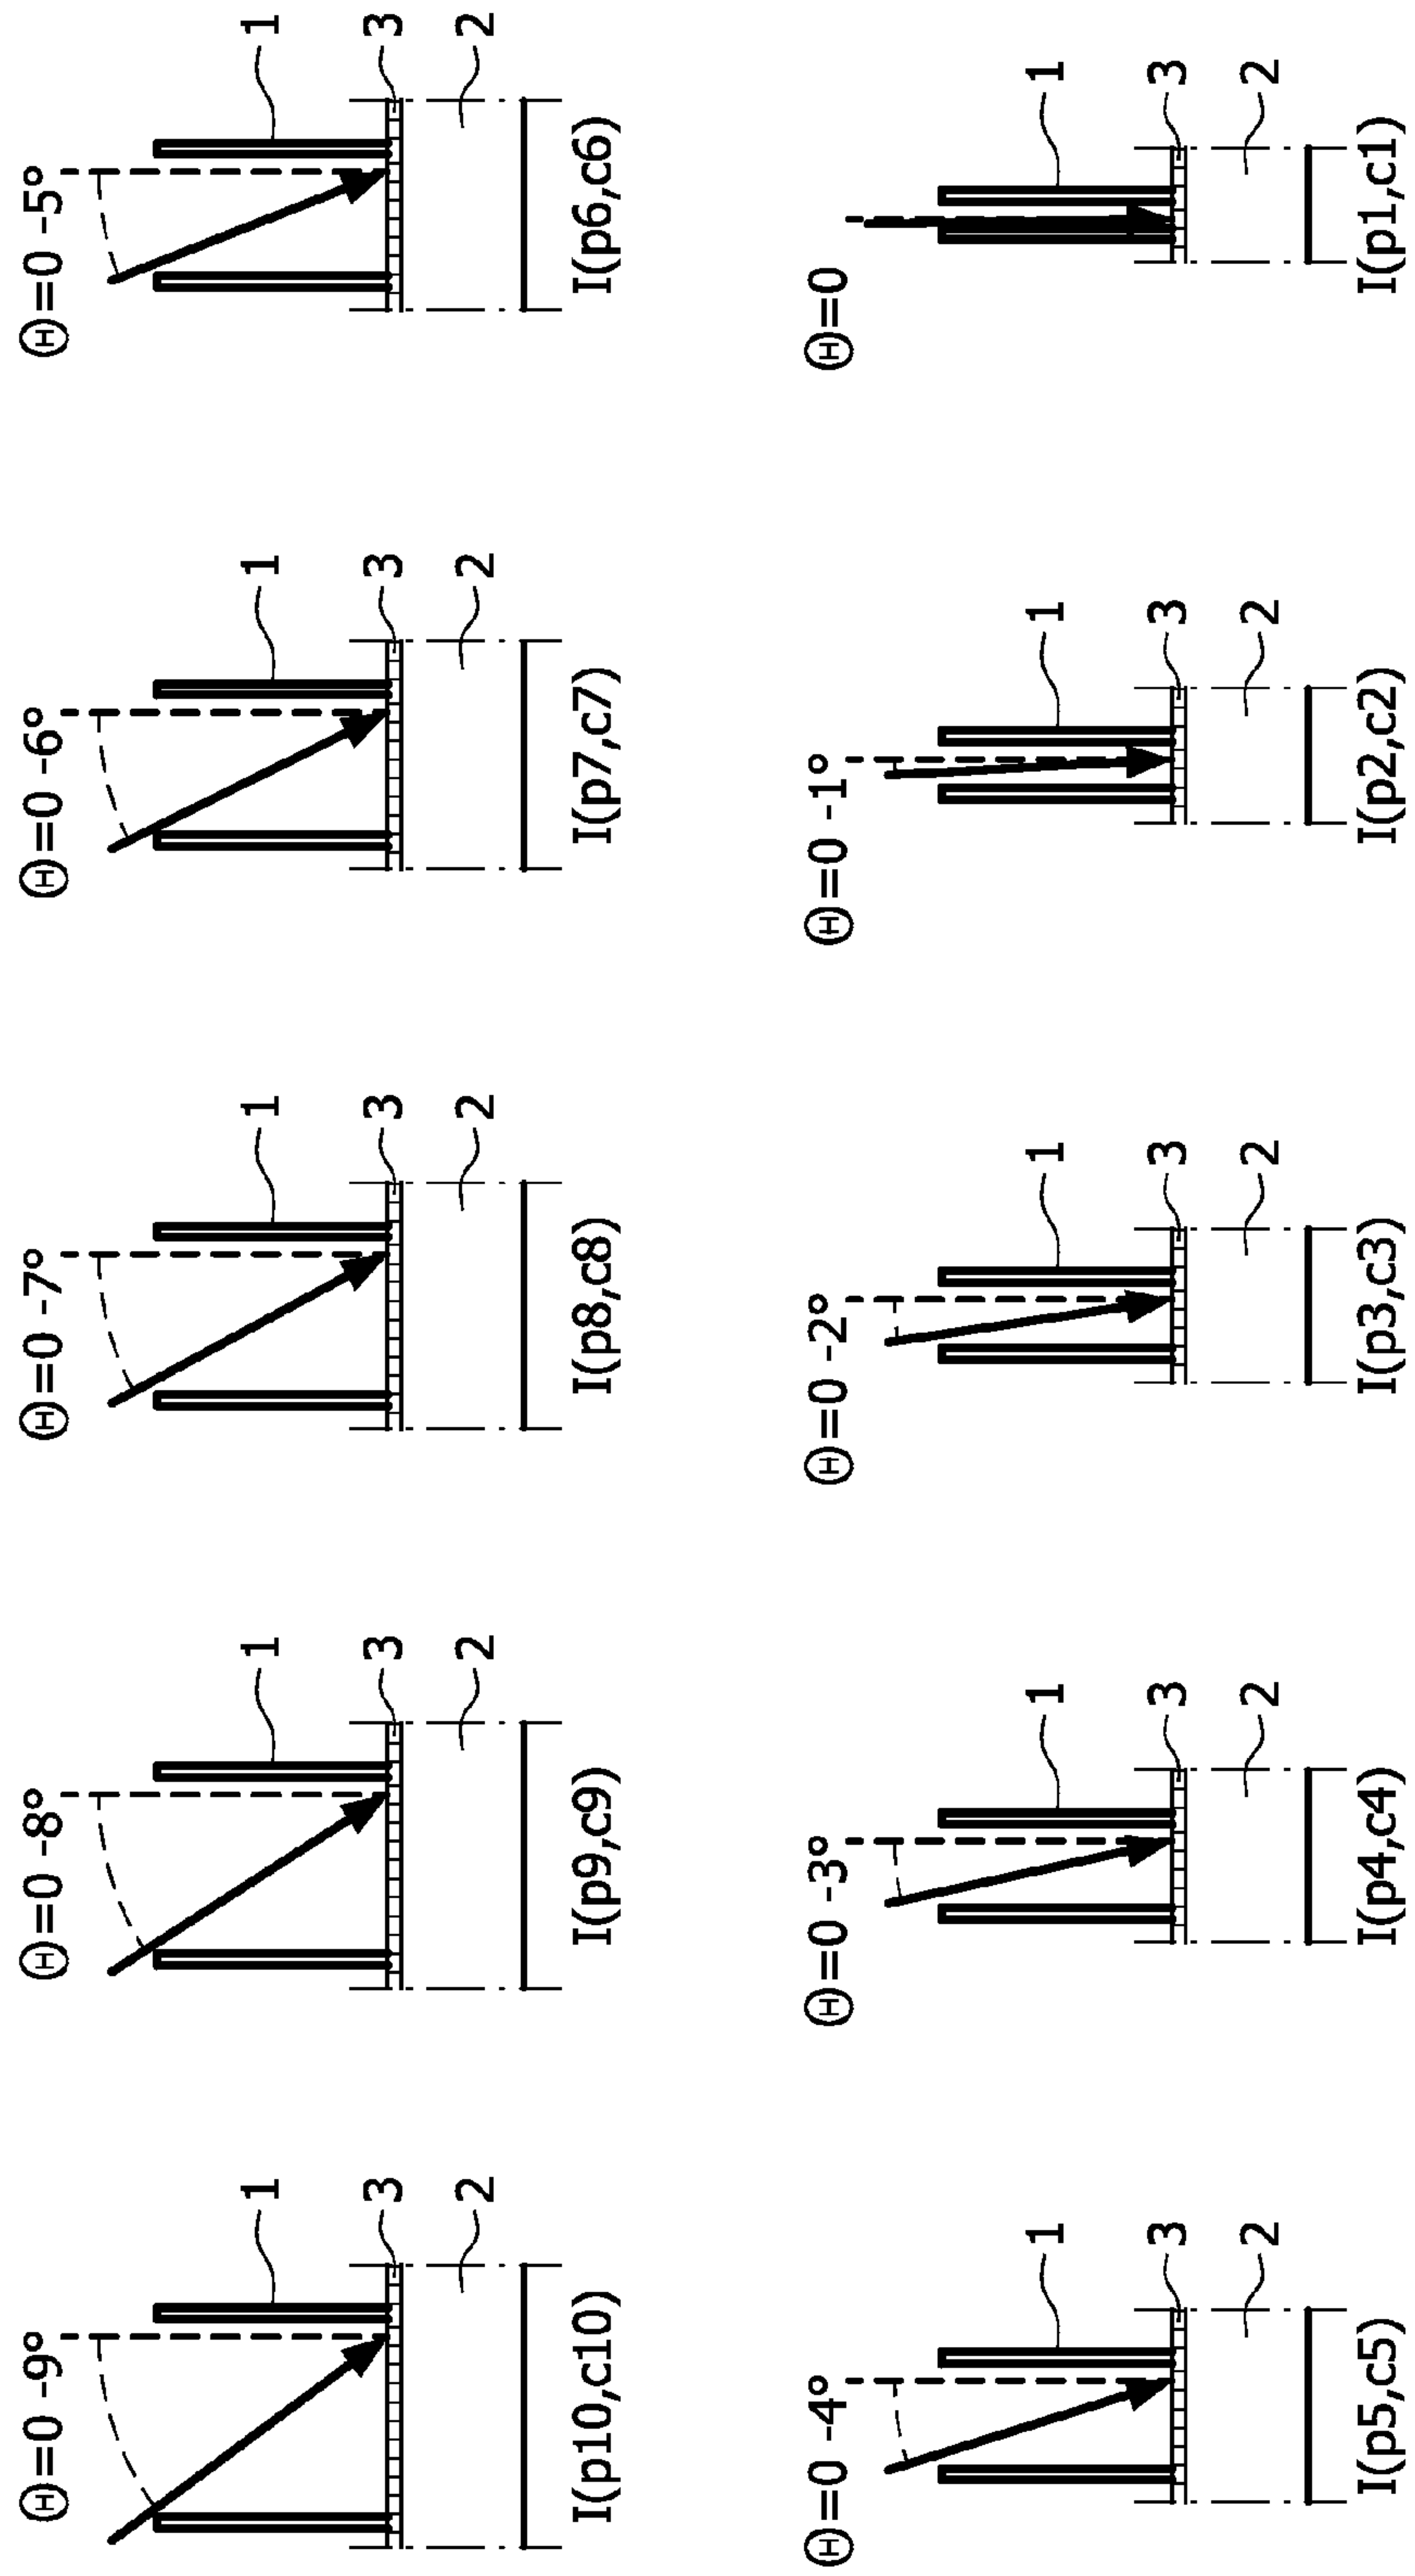 Θ=0 -9°
1
3
2
I(p10,c10)
Θ=0 -8°
1
3
2
I(p9,c9)
Θ=0 -7°
1
3
2
I(p8,c8)
Θ=0 -6°
1
3
2
I(p7,c7)
Θ=0 -5°
1
3
2
I(p6,c6)
Θ=0 -4°
1
3
2
I(p5,c5)
Θ=0 -3°
1
3
2
I(p4,c4)
Θ=0 -2°
1
3
2
I(p3,c3)
Θ=0 -1°
1
3
2
I(p2,c2)
Θ=0
1
3
2
I(p1,c1)